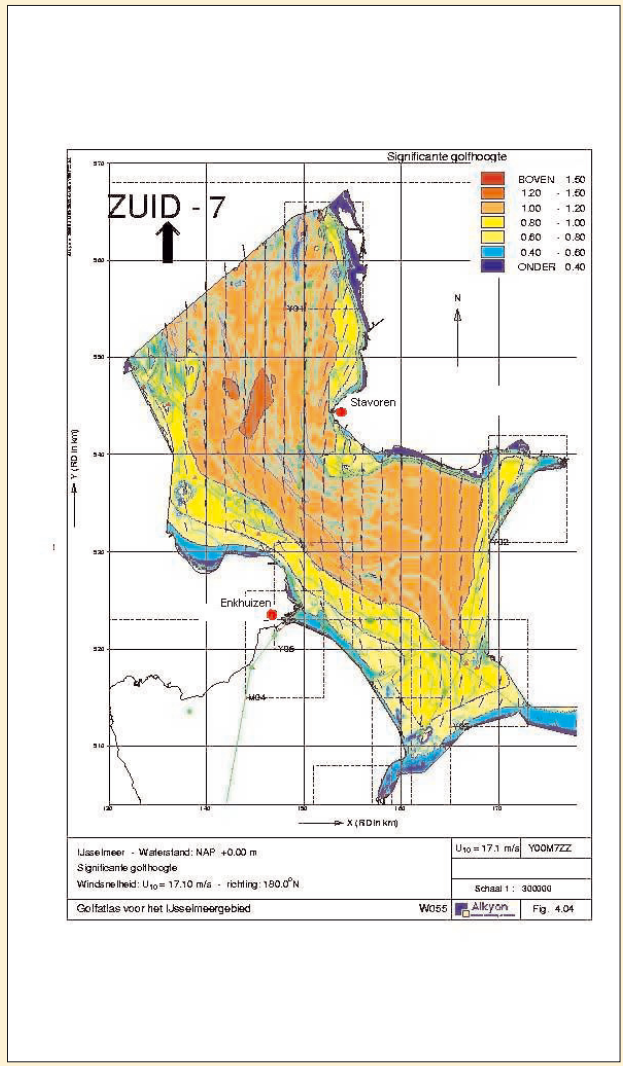 Significante golfhoogte
ZUID - 7
BOVEN 1.50
1.20 - 1.50
1.00 - 1.20
0.80 - 1.00
0.60 - 0.80
0.40 - 0.60
ONDER 0.40
570
560
550
540
530
520
510
N
Y01
Stavoren
Y02
Enkhuizen
Y05
M04
Y (RD in km)
130
140
150
160
170
X (RD in km)
IJsselmeer - Waterstand: NAP +0.00 m
Significante golfhoogte
Windsnelheid: U10 = 17.10 m/s - richting: 180.0°N
U10 = 17.1 m/s Y00M7ZZ
Schaal 1 : 300000
Golfatlas voor het IJsselmeergebied W055 Alkyon Fig. 4.04